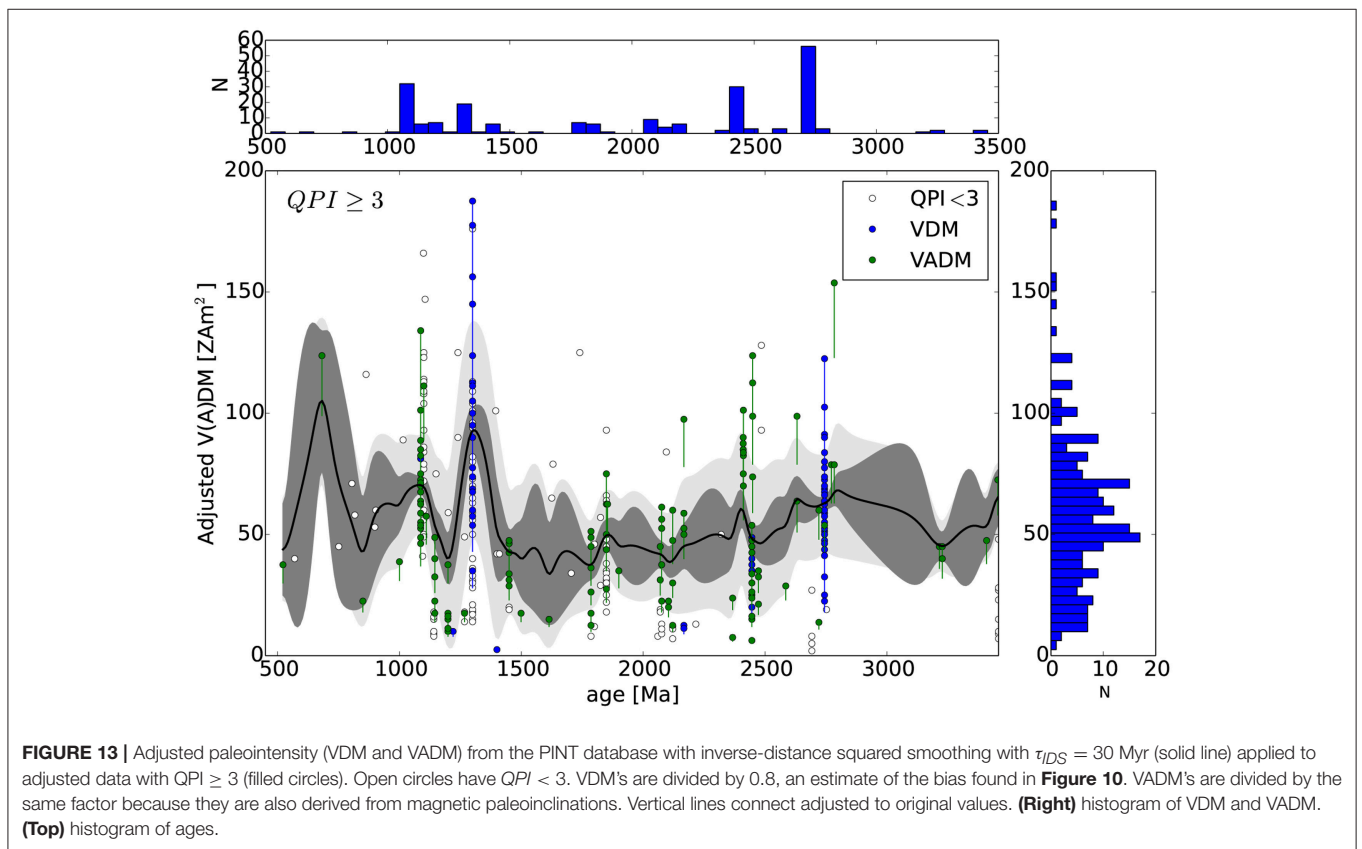 60
50
40
30
20
10
0
N
500 1000 1500 2000 2500 3000 3500
200
150
100
50
0
Adjusted V(A)DM [ZAm²]
QPI ≥ 3
QPI <3
VDM
VADM
500 1000 1500 2000 2500 3000
age [Ma]
200
150
100
50
0
0 5 10 15 20
N
FIGURE 13 | Adjusted paleointensity (VDM and VADM) from the PINT database with inverse-distance squared smoothing with τIDS = 30 Myr (solid line) applied to
adjusted data with QPI ≥ 3 (filled circles). Open circles have QPI < 3. VDM's are divided by 0.8, an estimate of the bias found in Figure 10. VADM's are divided by the
same factor because they are also derived from magnetic paleoinclinations. Vertical lines connect adjusted to original values. (Right) histogram of VDM and VADM.
(Top) histogram of ages.